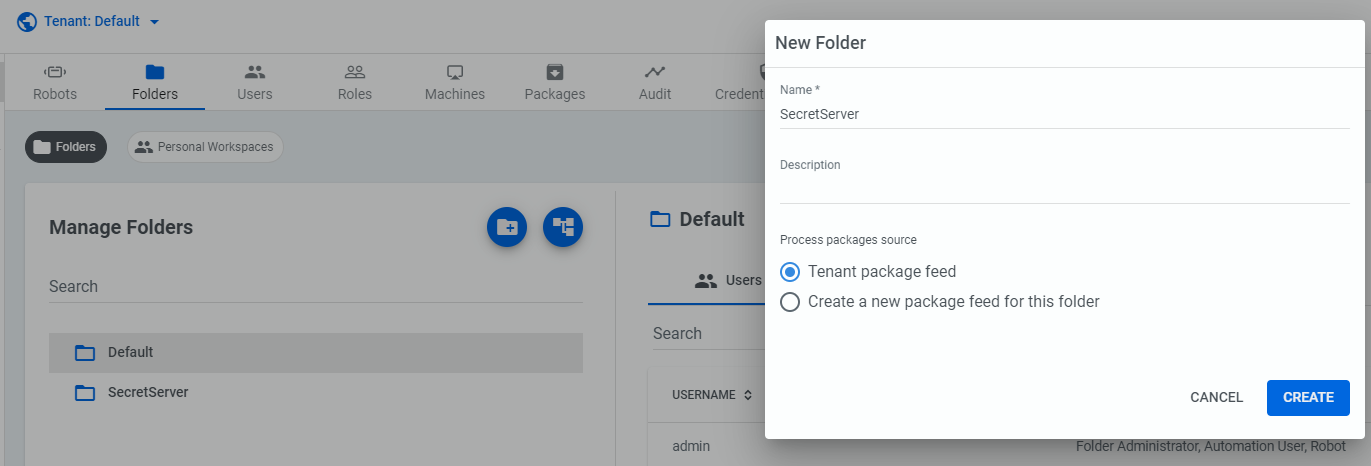 Tenant: Default
Robots
Folders
Users
Roles
Machines
Packages
Audit
Credent
Folders
Personal Workspaces
Manage Folders
Search
Default
SecretServer
Default
Users
Search
USERNAME
admin
Folder Administrator, Automation User, Robot
New Folder
Name *
SecretServer
Description
Process packages source
Tenant package feed
Create a new package feed for this folder
CANCEL
CREATE